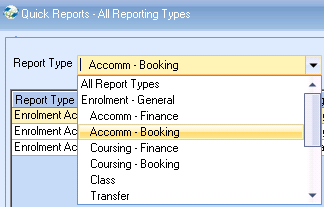 Quick Reports - All Reporting Types
Report Type Accomm - Booking
All Report Types
Report Type Enrolment - General
Enrolment Ac Accomm - Finance
Enrolment Ac Accomm - Booking
Enrolment Ac Coursing - Finance
Coursing - Booking
Class
Transfer